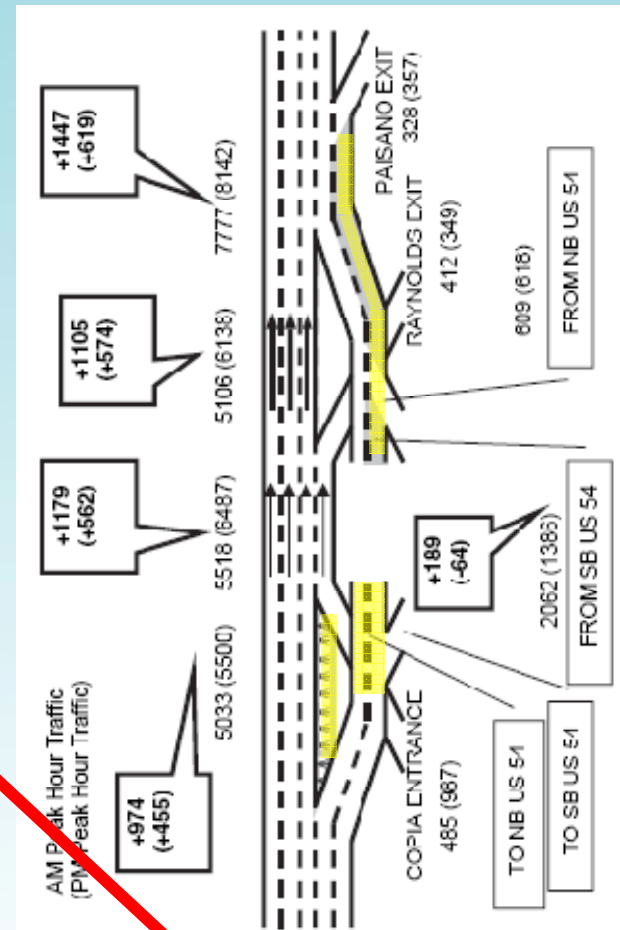 AM Peak Hour Traffic
(PM Peak Hour Traffic)
+974
(+455)
+1179
(+562)
+1105
(+574)
+1447
(+619)
5033 (5500)
5518 (6487)
5106 (6138)
7777 (8142)
COPIA ENTRANCE
485 (987)
+189
(-64)
RAYNOLDS EXIT
412 (349)
PAISANO EXIT
328 (357)
TO NB US 54
TO SB US 54
2062 (1386)
FROM SB US 54
609 (618)
FROM NB US 54